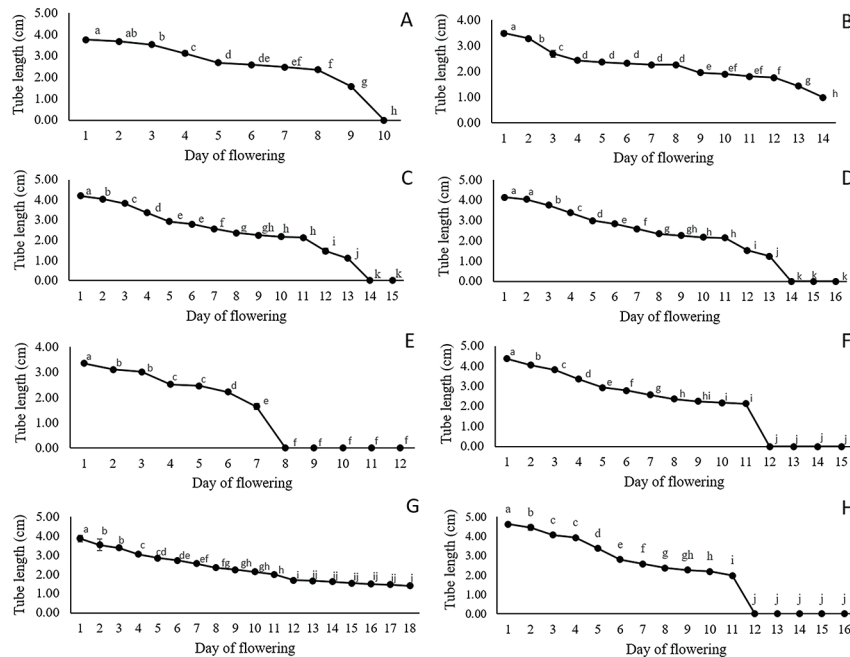 A
Tube length (cm)
5.00
4.00
3.00
2.00
1.00
0.00
a ab b c d de ef f g h
1 2 3 4 5 6 7 8 9 10
Day of flowering
B
Tube length (cm)
4.00
3.00
2.00
1.00
0.00
a b c d d d d d e ef ef f g h
1 2 3 4 5 6 7 8 9 10 11 12 13 14
Day of flowering
C
Tube length (cm)
5.00
4.00
3.00
2.00
1.00
0.00
a b c d e e f g gh h h i j k k
1 2 3 4 5 6 7 8 9 10 11 12 13 14 15
Day of flowering
D
Tube length (cm)
5.00
4.00
3.00
2.00
1.00
0.00
a a b c d e f g gh h h i j k k k
1 2 3 4 5 6 7 8 9 10 11 12 13 14 15 16
Day of flowering
E
Tube length (cm)
4.00
3.00
2.00
1.00
0.00
a b b c c d e f f f f f
1 2 3 4 5 6 7 8 9 10 11 12
Day of flowering
F
Tube length (cm)
5.00
4.00
3.00
2.00
1.00
0.00
a b c d e f g h hi i i j j j j
1 2 3 4 5 6 7 8 9 10 11 12 13 14 15
Day of flowering
G
Tube length (cm)
5.00
4.00
3.00
2.00
1.00
0.00
a b b c cd de ef fg gh gh h i ij ij ij ij ij j
1 2 3 4 5 6 7 8 9 10 11 12 13 14 15 16 17 18
Day of flowering
H
Tube length (cm)
5.00
4.00
3.00
2.00
1.00
0.00
a b c c d e f g gh h i j j j j j
1 2 3 4 5 6 7 8 9 10 11 12 13 14 15 16
Day of flowering